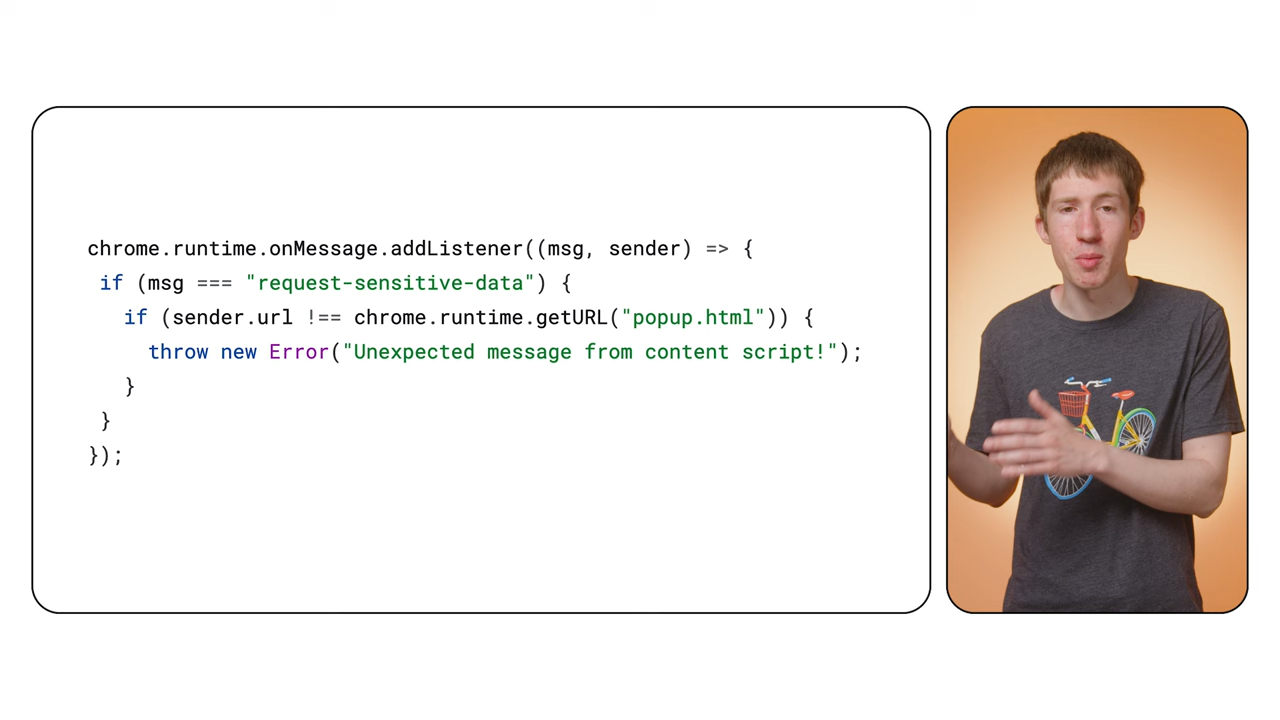 chrome.runtime.onMessage.addListener((msg, sender) => {
if (msg === "request-sensitive-data") {
if (sender.url !== chrome.runtime.getURL("popup.html")) {
throw new Error("Unexpected message from content script!");
}
}
});